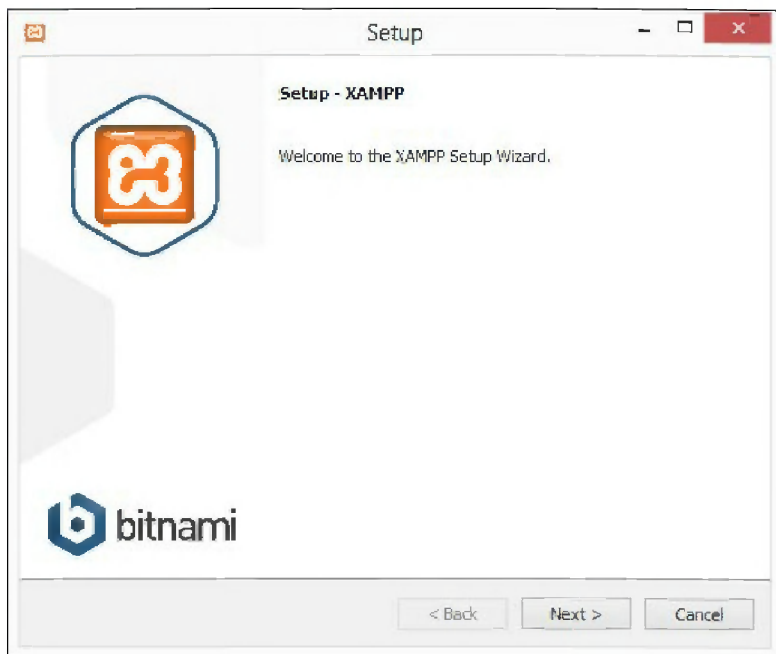 Setup
Setup - XAMPP
Welcome to the XAMPP Setup Wizard.
bitnami
< Back Next > Cancel